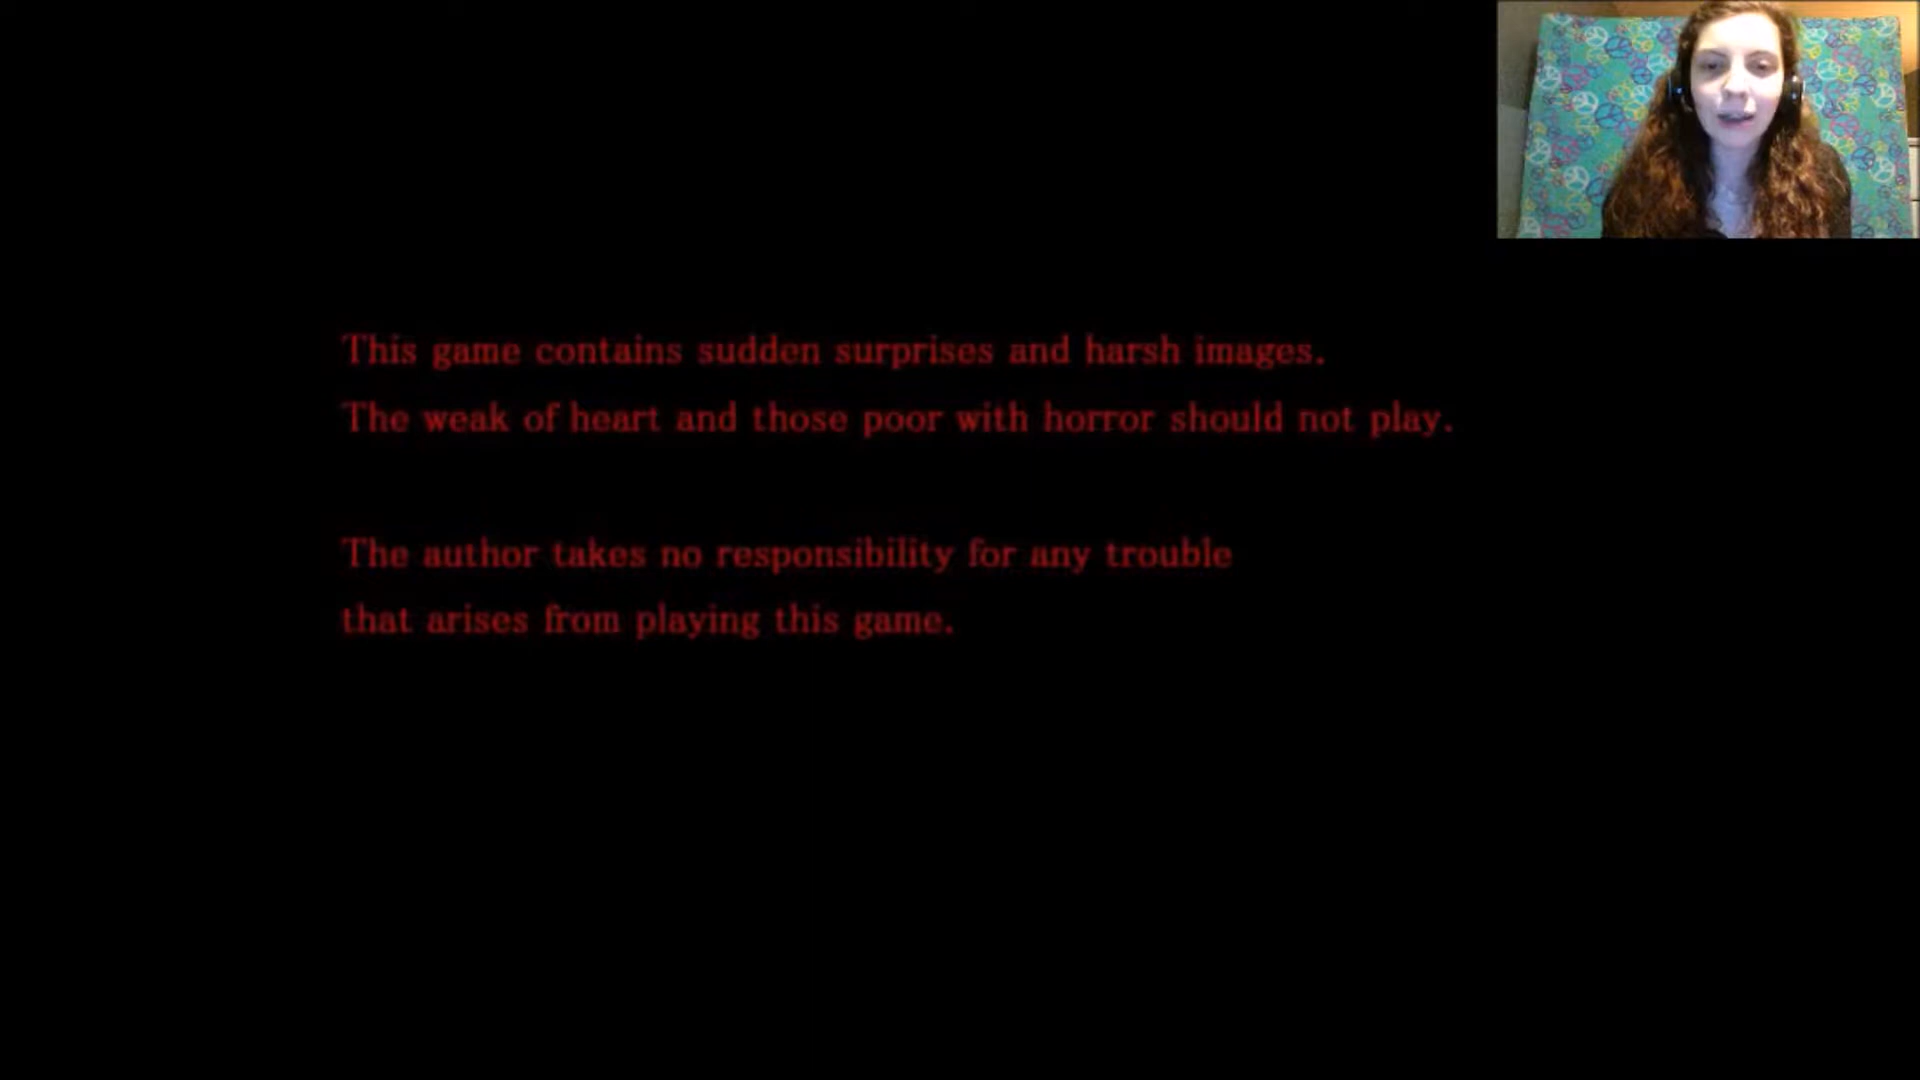 This game contains sudden surprises and harsh images.
The weak of heart and those poor with horror should not play.
The author takes no responsibility for any trouble
that arises from playing this game.